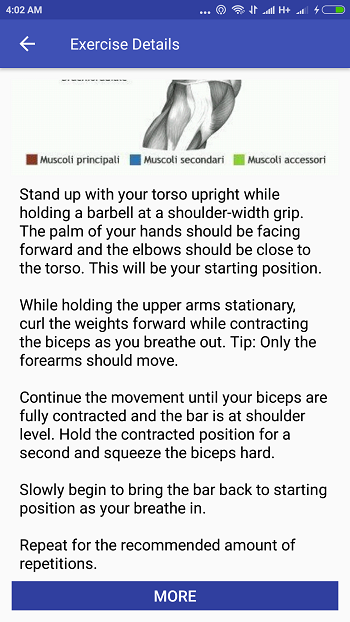 4:02 AM
... H+
Exercise Details
Muscoli principali Muscoli secondari Muscoli accessori
Stand up with your torso upright while
holding a barbell at a shoulder-width grip.
The palm of your hands should be facing
forward and the elbows should be close to
the torso. This will be your starting position.
While holding the upper arms stationary,
curl the weights forward while contracting
the biceps as you breathe out. Tip: Only the
forearms should move.
Continue the movement until your biceps are
fully contracted and the bar is at shoulder
level. Hold the contracted position for a
second and squeeze the biceps hard.
Slowly begin to bring the bar back to starting
position as your breathe in.
Repeat for the recommended amount of
repetitions.
MORE